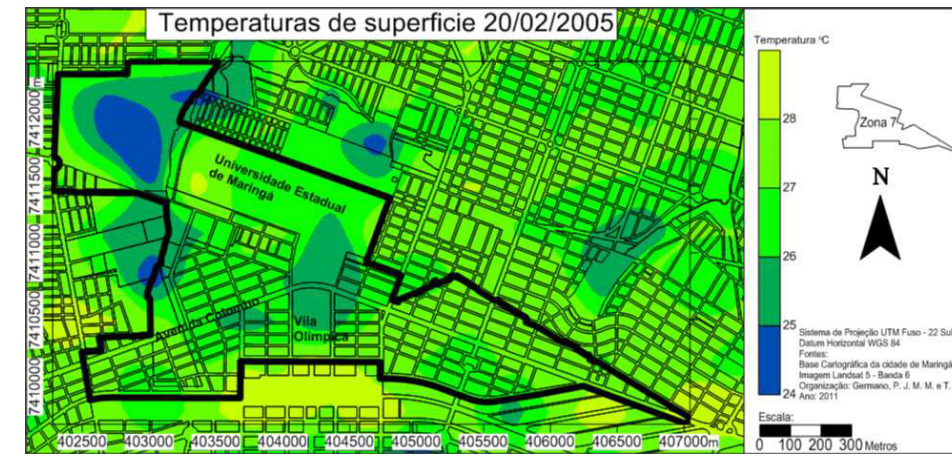 Temperaturas de superficie 20/02/2005
Temperatura °C
28
27
26
25
24
Zona 7
N
Universidade Estadual
de Maringá
Avenida Colombo
Vila
Olímpica
7412000 m
7411500
7411000
7410500
7410000
402500 403000 403500 404000 404500 405000 405500 406000 406500 407000m
Sistema de Projeção UTM Fuso - 22 Sul
Datum Horizontal WGS 84
Fontes:
Base Cartográfica da cidade de Maringá
Imagem Landsat 5 - Banda 6
Organização: Germano, P. J. M. M. e T.
Ano: 2011
Escala:
0 100 200 300 Metros